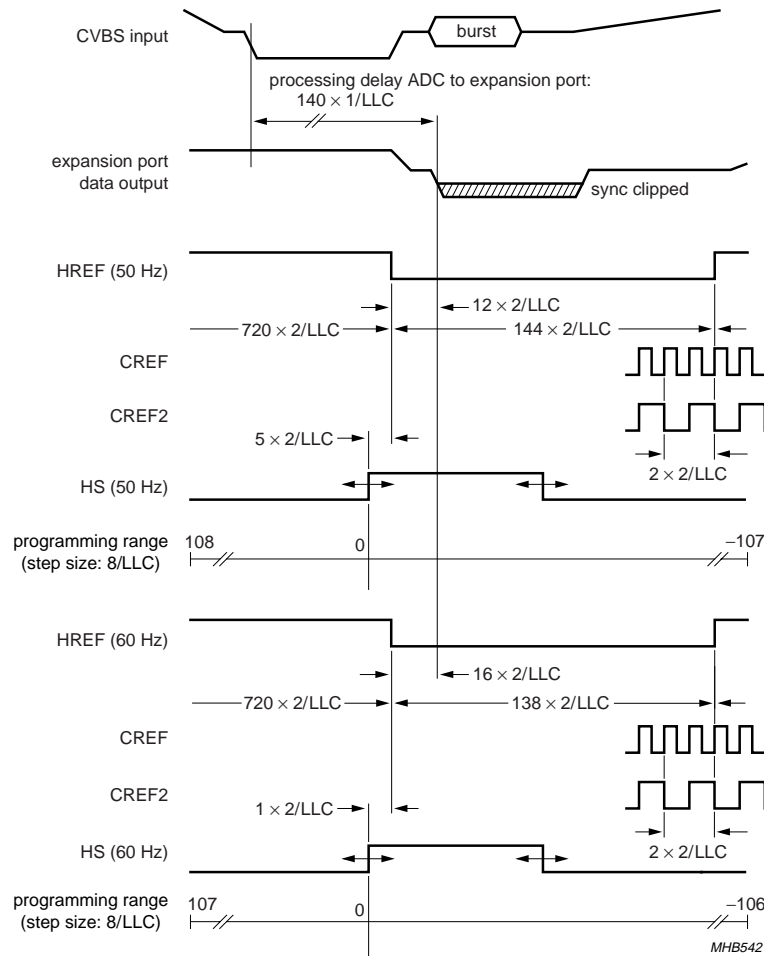 CVBS input
burst
processing delay ADC to expansion port:
140 × 1/LLC
expansion port
data output
sync clipped
HREF (50 Hz)
12 × 2/LLC
720 × 2/LLC
144 × 2/LLC
CREF
CREF2
5 × 2/LLC
2 × 2/LLC
HS (50 Hz)
programming range
(step size: 8/LLC)
108
0
−107
HREF (60 Hz)
16 × 2/LLC
720 × 2/LLC
138 × 2/LLC
CREF
CREF2
1 × 2/LLC
2 × 2/LLC
HS (60 Hz)
programming range
(step size: 8/LLC)
107
0
−106
MHB542